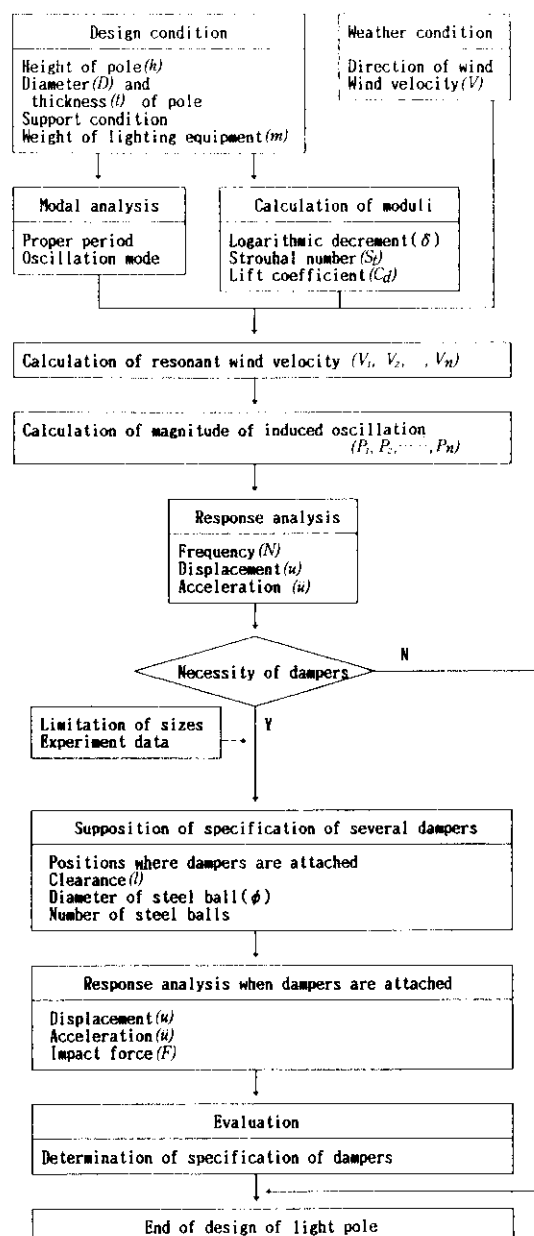 Design condition
Height of pole(h)
Diameter(D) and
thickness(t) of pole
Support condition
Weight of lighting equipment(m)
Weather condition
Direction of wind
Wind velocity(V)
Modal analysis
Proper period
Oscillation mode
Calculation of moduli
Logarithmic decrement(δ)
Strouhal number(St)
Lift coefficient(Cd)
Calculation of resonant wind velocity (V1, V2, , Vn)
Calculation of magnitude of induced oscillation
(P1, P2,·····, Pn)
Response analysis
Frequency(N)
Displacement(u)
Acceleration (ü)
Necessity of dampers
N
Y
Limitation of sizes
Experiment data
Supposition of specification of several dampers
Positions where dampers are attached
Clearance(l)
Diameter of steel ball(ϕ)
Number of steel balls
Response analysis when dampers are attached
Displacement(u)
Acceleration(ü)
Impact force(F)
Evaluation
Determination of specification of dampers
End of design of light pole